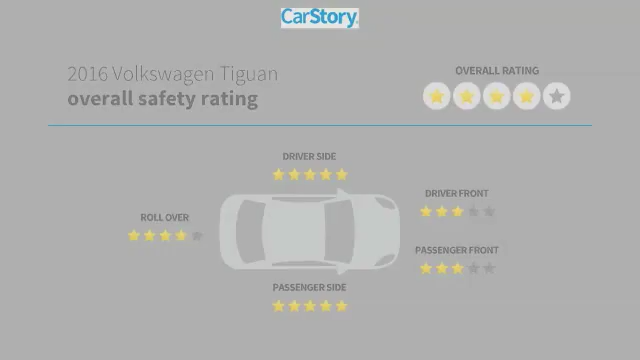 CarStory
2016 Volkswagen Tiguan
overall safety rating
OVERALL RATING
DRIVER SIDE
DRIVER FRONT
ROLL OVER
PASSENGER FRONT
PASSENGER SIDE